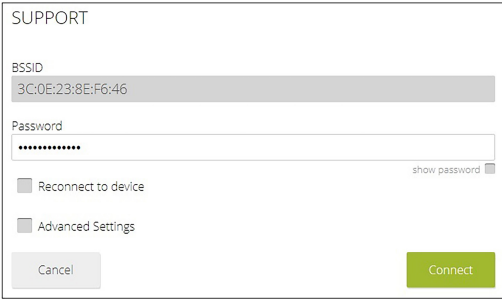 SUPPORT
BSSID
3C:0E:23:8E:F6:46
Password
•••••••••••••
show password
Reconnect to device
Advanced Settings
Cancel
Connect